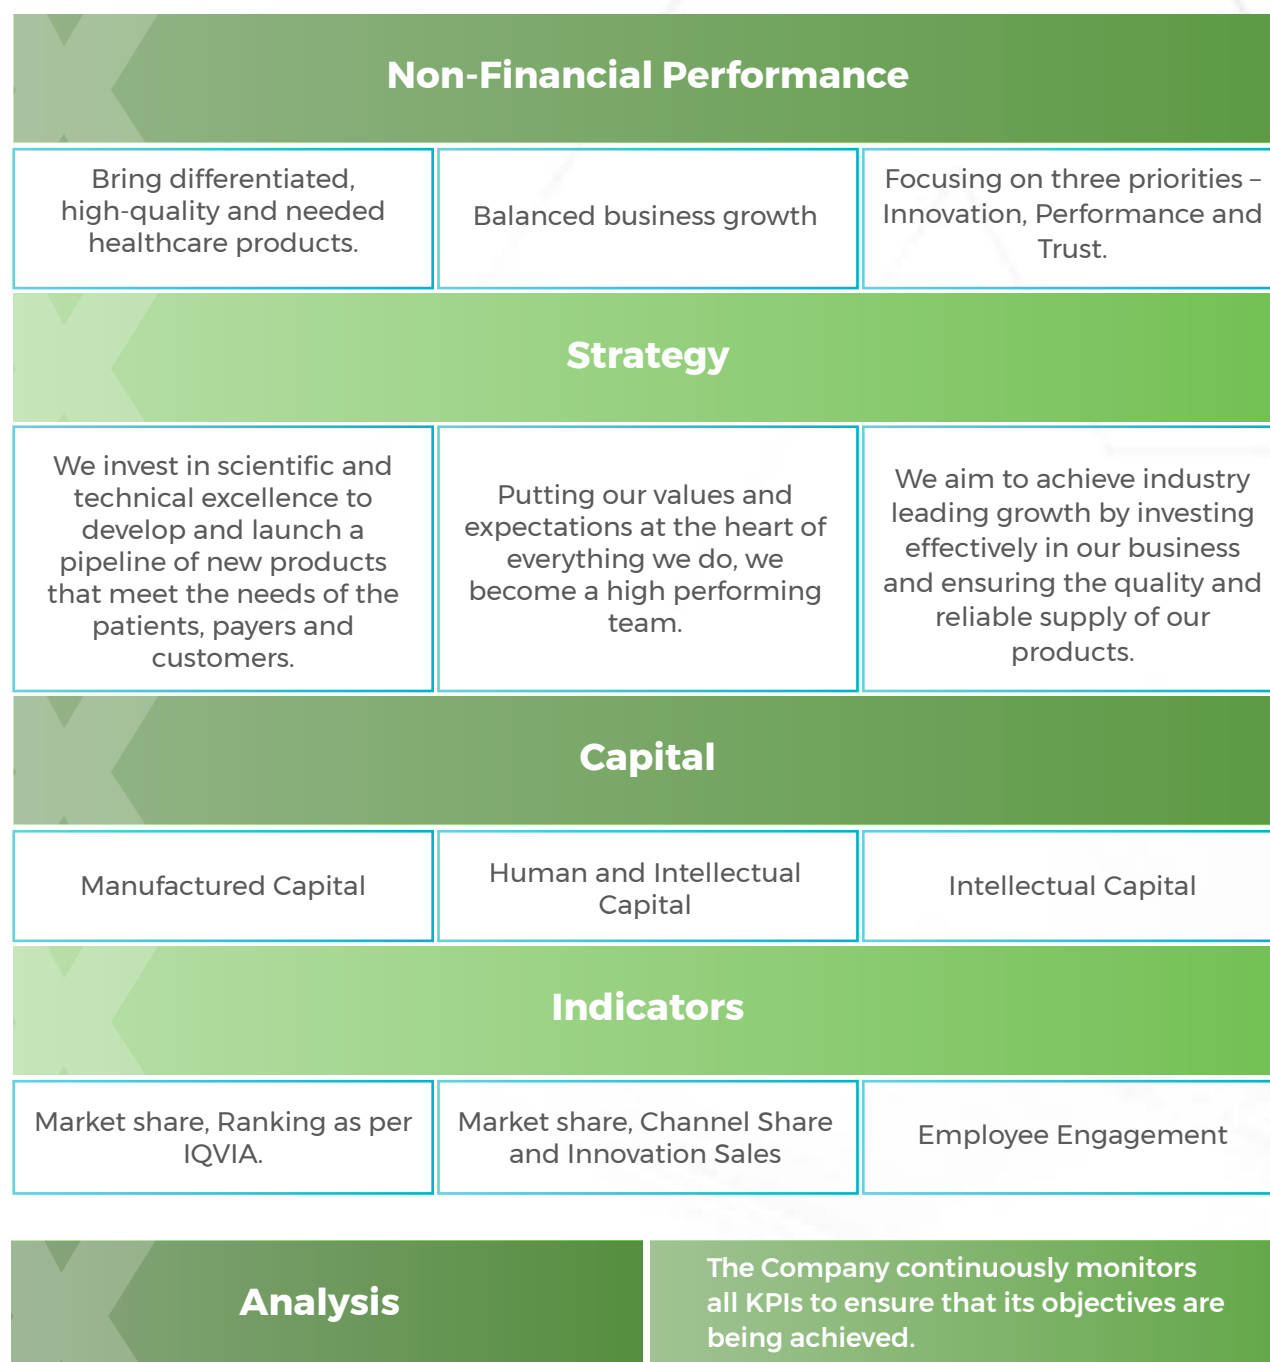 Non-Financial Performance
Bring differentiated,
high-quality and needed
healthcare products.
Balanced business growth
Focusing on three priorities –
Innovation, Performance and
Trust.
Strategy
We invest in scientific and
technical excellence to
develop and launch a
pipeline of new products
that meet the needs of the
patients, payers and
customers.
Putting our values and
expectations at the heart of
everything we do, we
become a high performing
team.
We aim to achieve industry
leading growth by investing
effectively in our business
and ensuring the quality and
reliable supply of our
products.
Capital
Manufactured Capital
Human and Intellectual
Capital
Intellectual Capital
Indicators
Market share, Ranking as per
IQVIA.
Market share, Channel Share
and Innovation Sales
Employee Engagement
Analysis
The Company continuously monitors
all KPIs to ensure that its objectives are
being achieved.